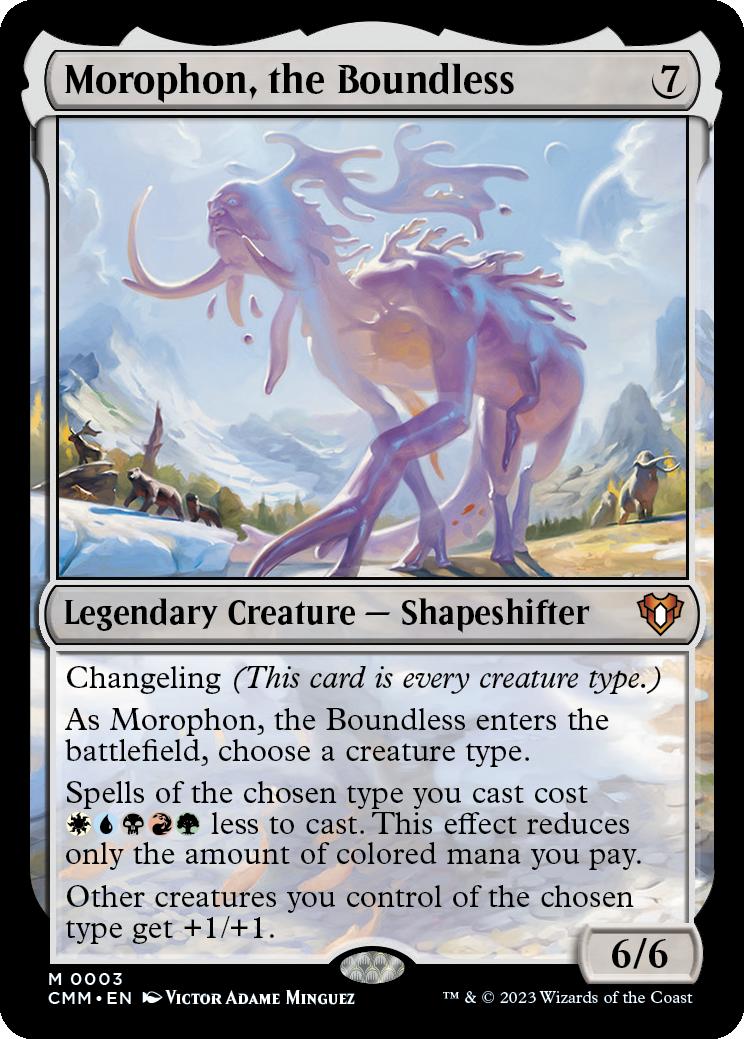 Morophon, the Boundless 7
Legendary Creature — Shapeshifter
Changeling (This card is every creature type.)
As Morophon, the Boundless enters the
battlefield, choose a creature type.
Spells of the chosen type you cast cost
less to cast. This effect reduces
only the amount of colored mana you pay.
Other creatures you control of the chosen
type get +1/+1.
6/6
M 0003
CMM • EN Victor Adame Minguez
™ & © 2023 Wizards of the Coast